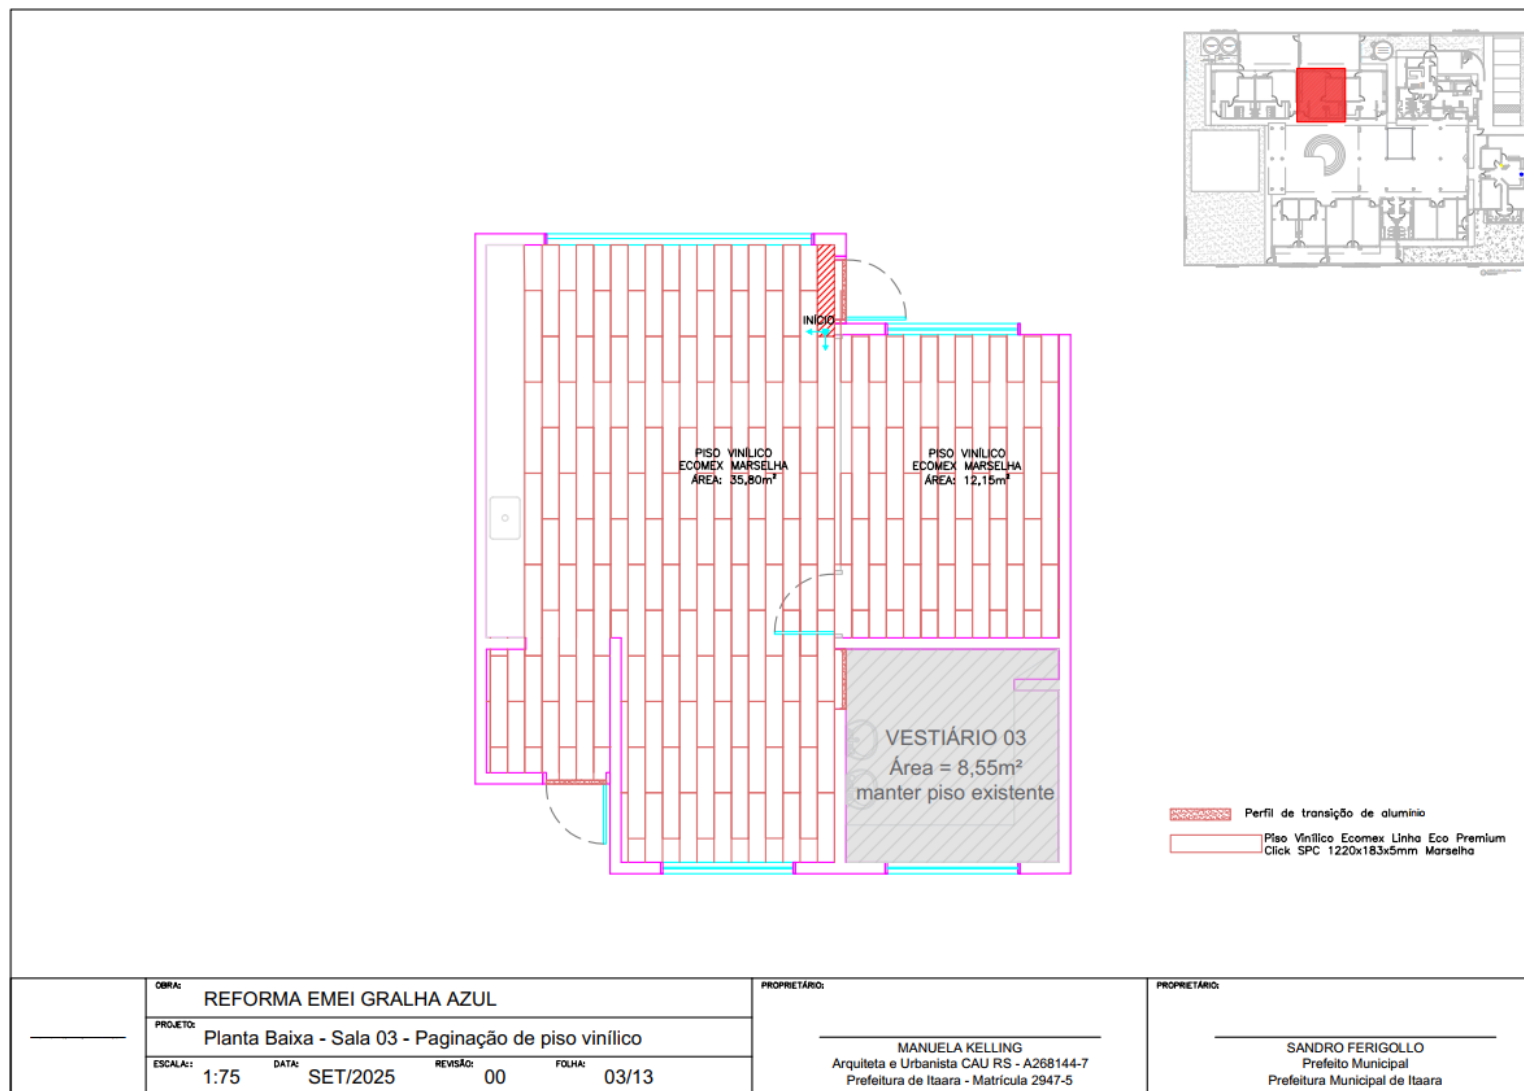 INÍCIO
PISO VINÍLICO
ECOMEX MARSELHA
ÁREA: 35,80m²
PISO VINÍLICO
ECOMEX MARSELHA
ÁREA: 12,15m²
VESTIÁRIO 03
Área = 8,55m²
manter piso existente
Perfil de transição de alumínio
Piso Vinílico Ecomex Linha Eco Premium
Click SPC 1220x183x5mm Marselha
OBRA:
REFORMA EMEI GRALHA AZUL
PROJETO:
Planta Baixa - Sala 03 - Paginação de piso vinílico
ESCALA::
1:75
DATA:
SET/2025
REVISÃO:
00
FOLHA:
03/13
PROPRIETÁRIO:
MANUELA KELLING
Arquiteta e Urbanista CAU RS - A268144-7
Prefeitura de Itaara - Matrícula 2947-5
PROPRIETÁRIO:
SANDRO FERIGOLLO
Prefeito Municipal
Prefeitura Municipal de Itaara